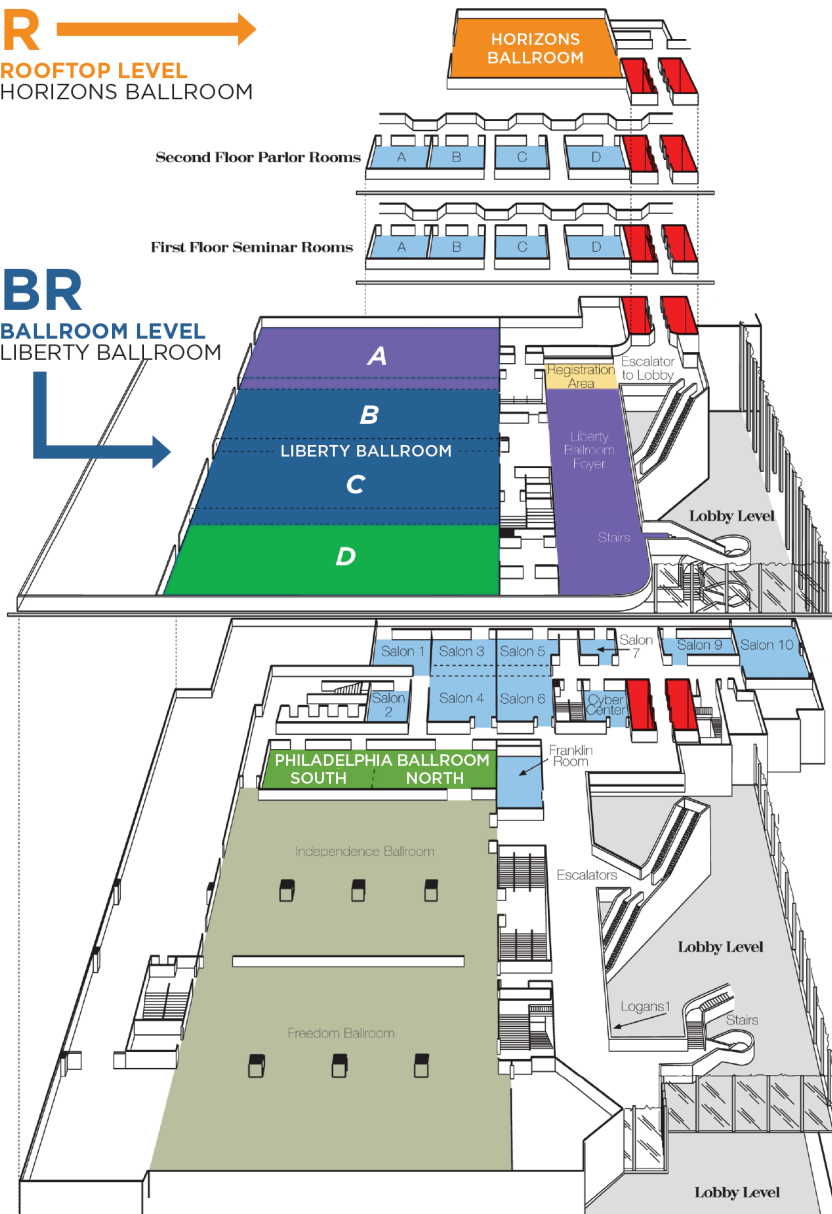 R
ROOFTOP LEVEL
HORIZONS BALLROOM
HORIZONS
BALLROOM
Second Floor Parlor Rooms
A
B
C
D
First Floor Seminar Rooms
A
B
C
D
BR
BALLROOM LEVEL
LIBERTY BALLROOM
A
B
LIBERTY BALLROOM
C
D
Registration
Area
Escalator
to Lobby
Liberty
Ballroom
Foyer
Stairs
Lobby Level
Salon 1
Salon 3
Salon 5
Salon
7
Salon 9
Salon 10
Salon
2
Salon 4
Salon 6
Cyber
Center
PHILADELPHIA BALLROOM
SOUTH
NORTH
Franklin
Room
Independence Ballroom
Escalators
Lobby Level
Logans1
Stairs
Freedom Ballroom
Lobby Level